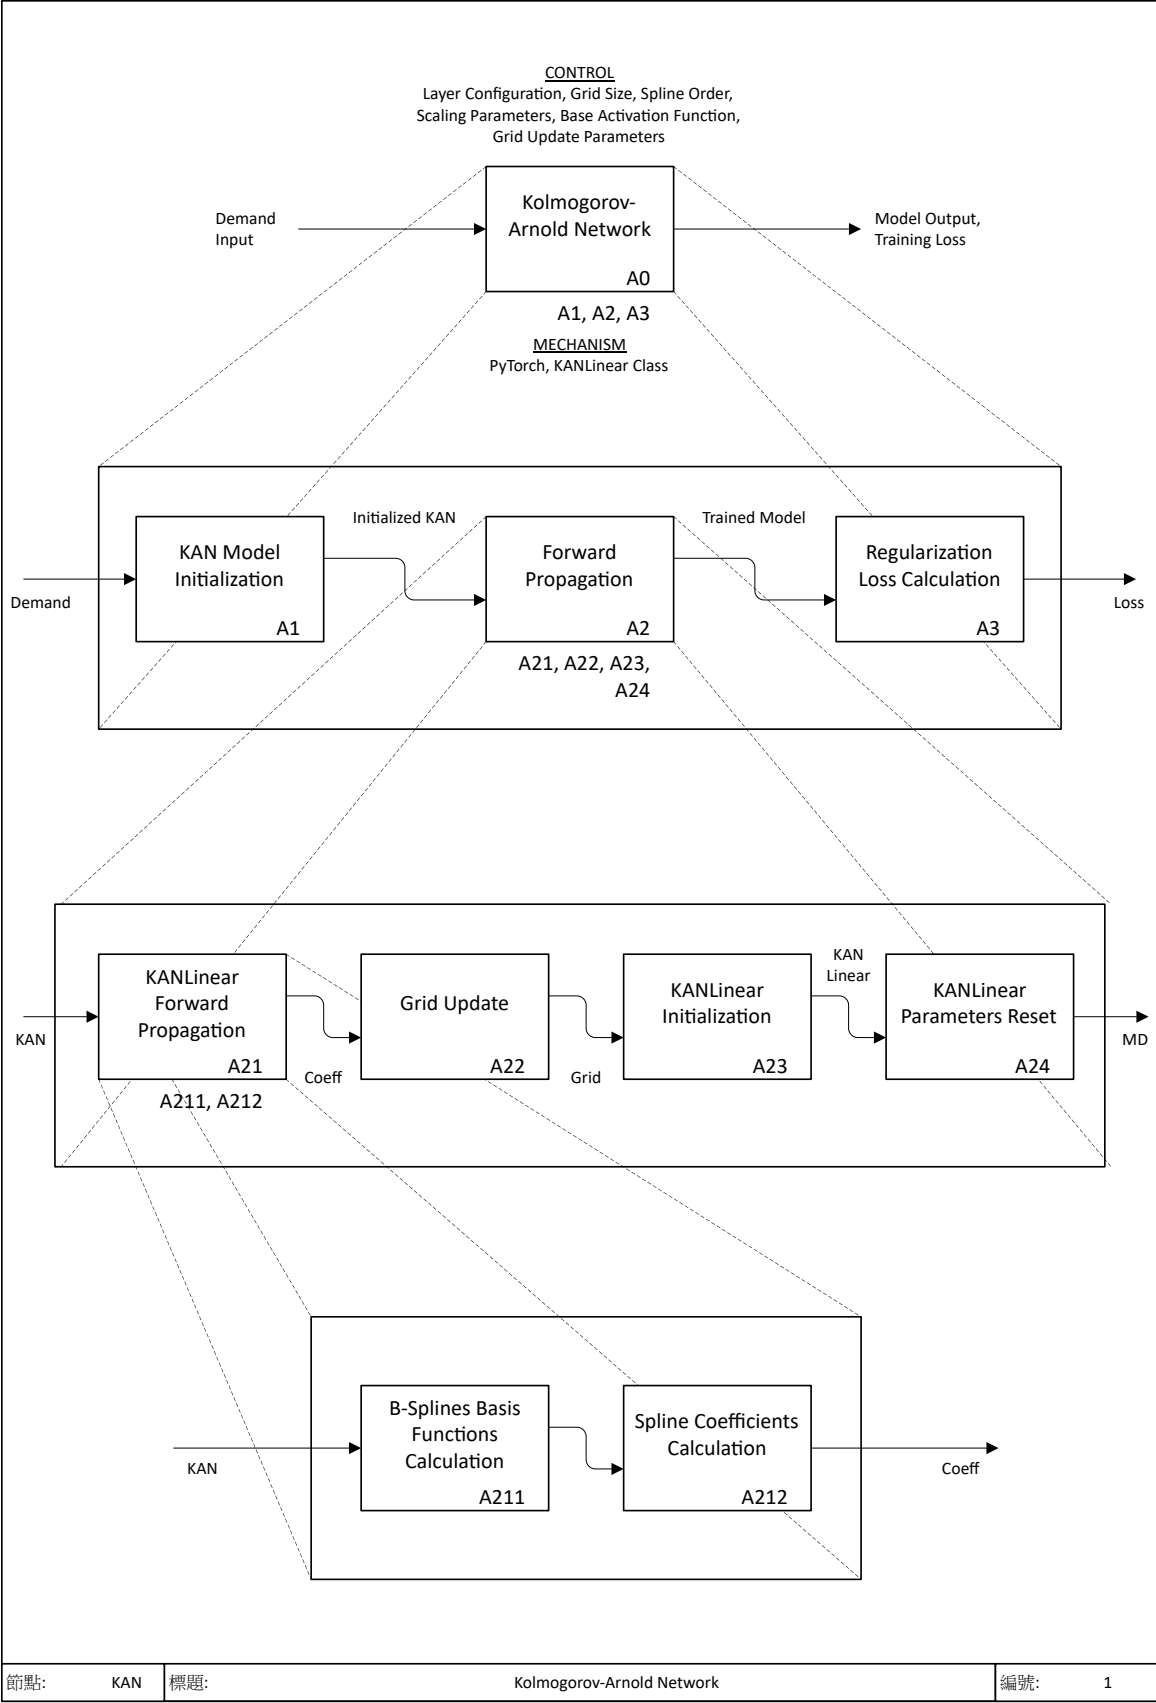 CONTROL
Layer Configuration, Grid Size, Spline Order,
Scaling Parameters, Base Activation Function,
Grid Update Parameters
Demand
Input
Kolmogorov-
Arnold Network
A0
Model Output,
Training Loss
A1, A2, A3
MECHANISM
PyTorch, KANLinear Class
Demand
KAN Model
Initialization
A1
Initialized KAN
Forward
Propagation
A2
A21, A22, A23,
A24
Trained Model
Regularization
Loss Calculation
A3
Loss
KAN
KANLinear
Forward
Propagation
A21
A211, A212
Coeff
Grid Update
A22
Grid
KANLinear
Initialization
A23
KAN
Linear
KANLinear
Parameters Reset
A24
MD
KAN
B-Splines Basis
Functions
Calculation
A211
Spline Coefficients
Calculation
A212
Coeff
節點: KAN 標題: Kolmogorov-Arnold Network 編號: 1